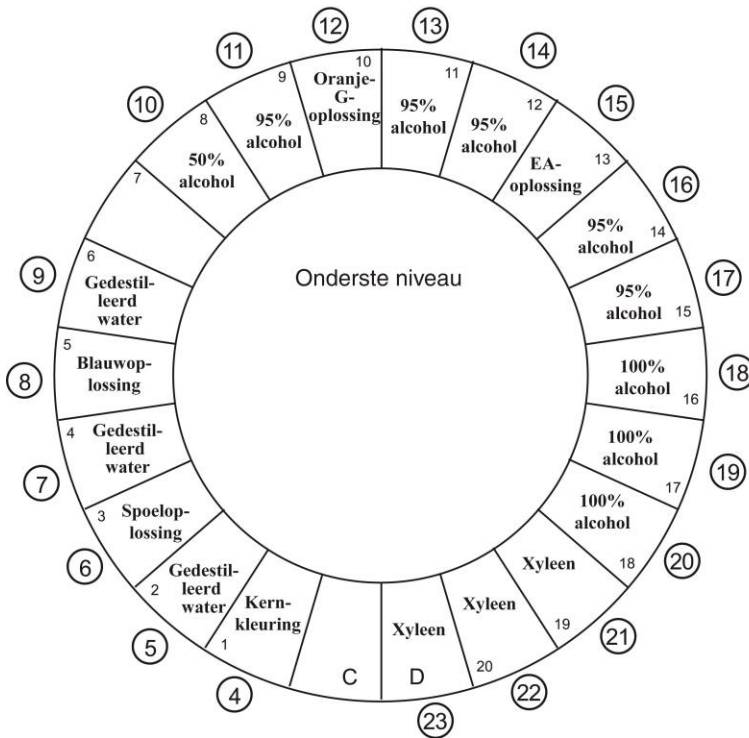 12
13
11
14
10
15
16
9
17
8
18
7
19
6
20
5
21
4
22
23
Onderste niveau
1
Kern-
kleuring
2
Gedestil-
leerd
water
3
Spoelop-
lossing
4
Gedestil-
leerd
water
5
Blauwop-
lossing
6
Gedestil-
leerd
water
7
8
50%
alcohol
9
95%
alcohol
10
Oranje-
G-
oplossing
11
95%
alcohol
12
95%
alcohol
13
EA-
oplossing
14
95%
alcohol
15
95%
alcohol
16
100%
alcohol
17
100%
alcohol
18
100%
alcohol
19
Xyleen
20
Xyleen
Xyleen
D
C